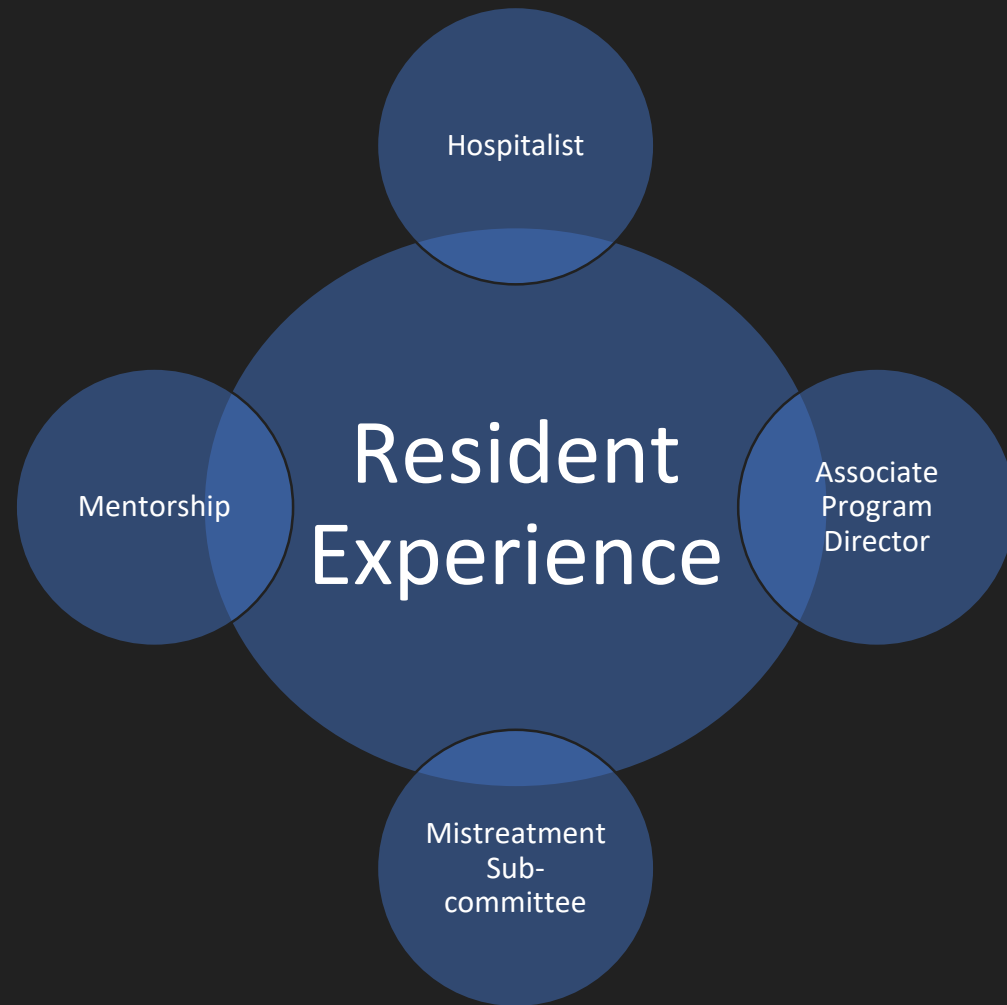 Hospitalist
Resident
Experience
Mentorship
Associate
Program
Director
Mistreatment
Sub-
committee